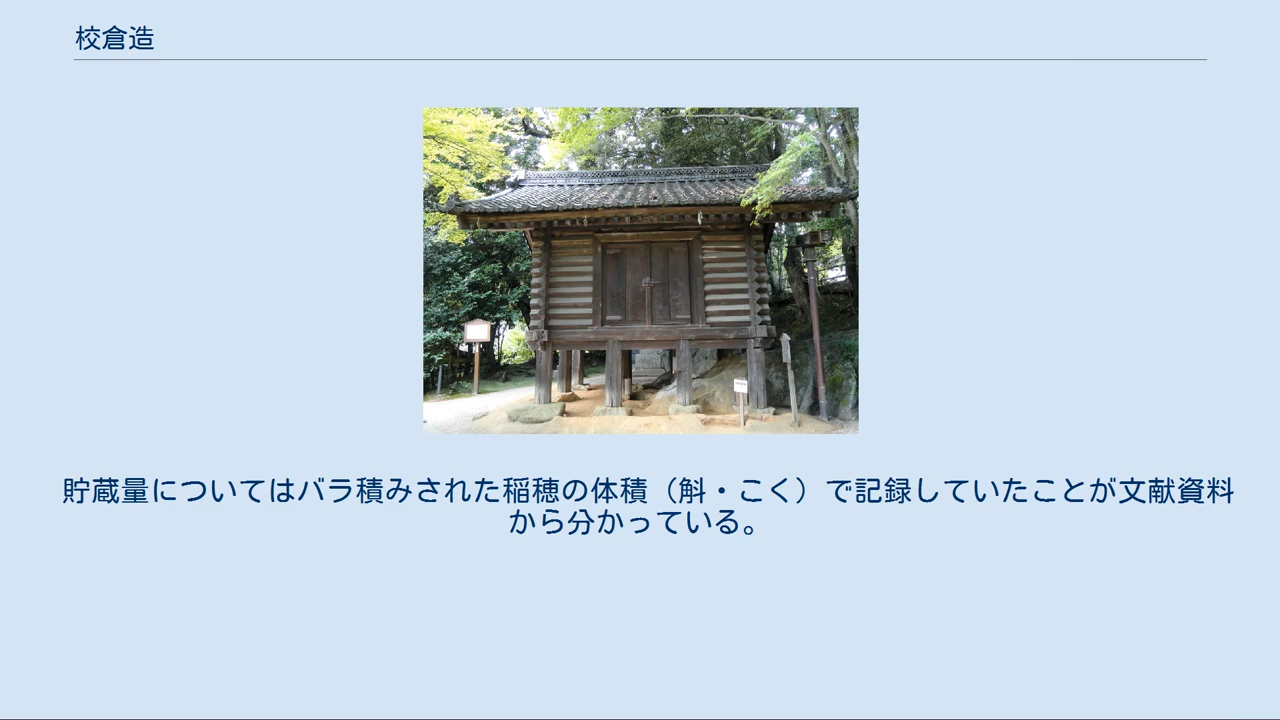 校倉造
貯蔵量についてはバラ積みされた稲穂の体積（斛・こく）で記録していたことが文献資料
から分かっている。